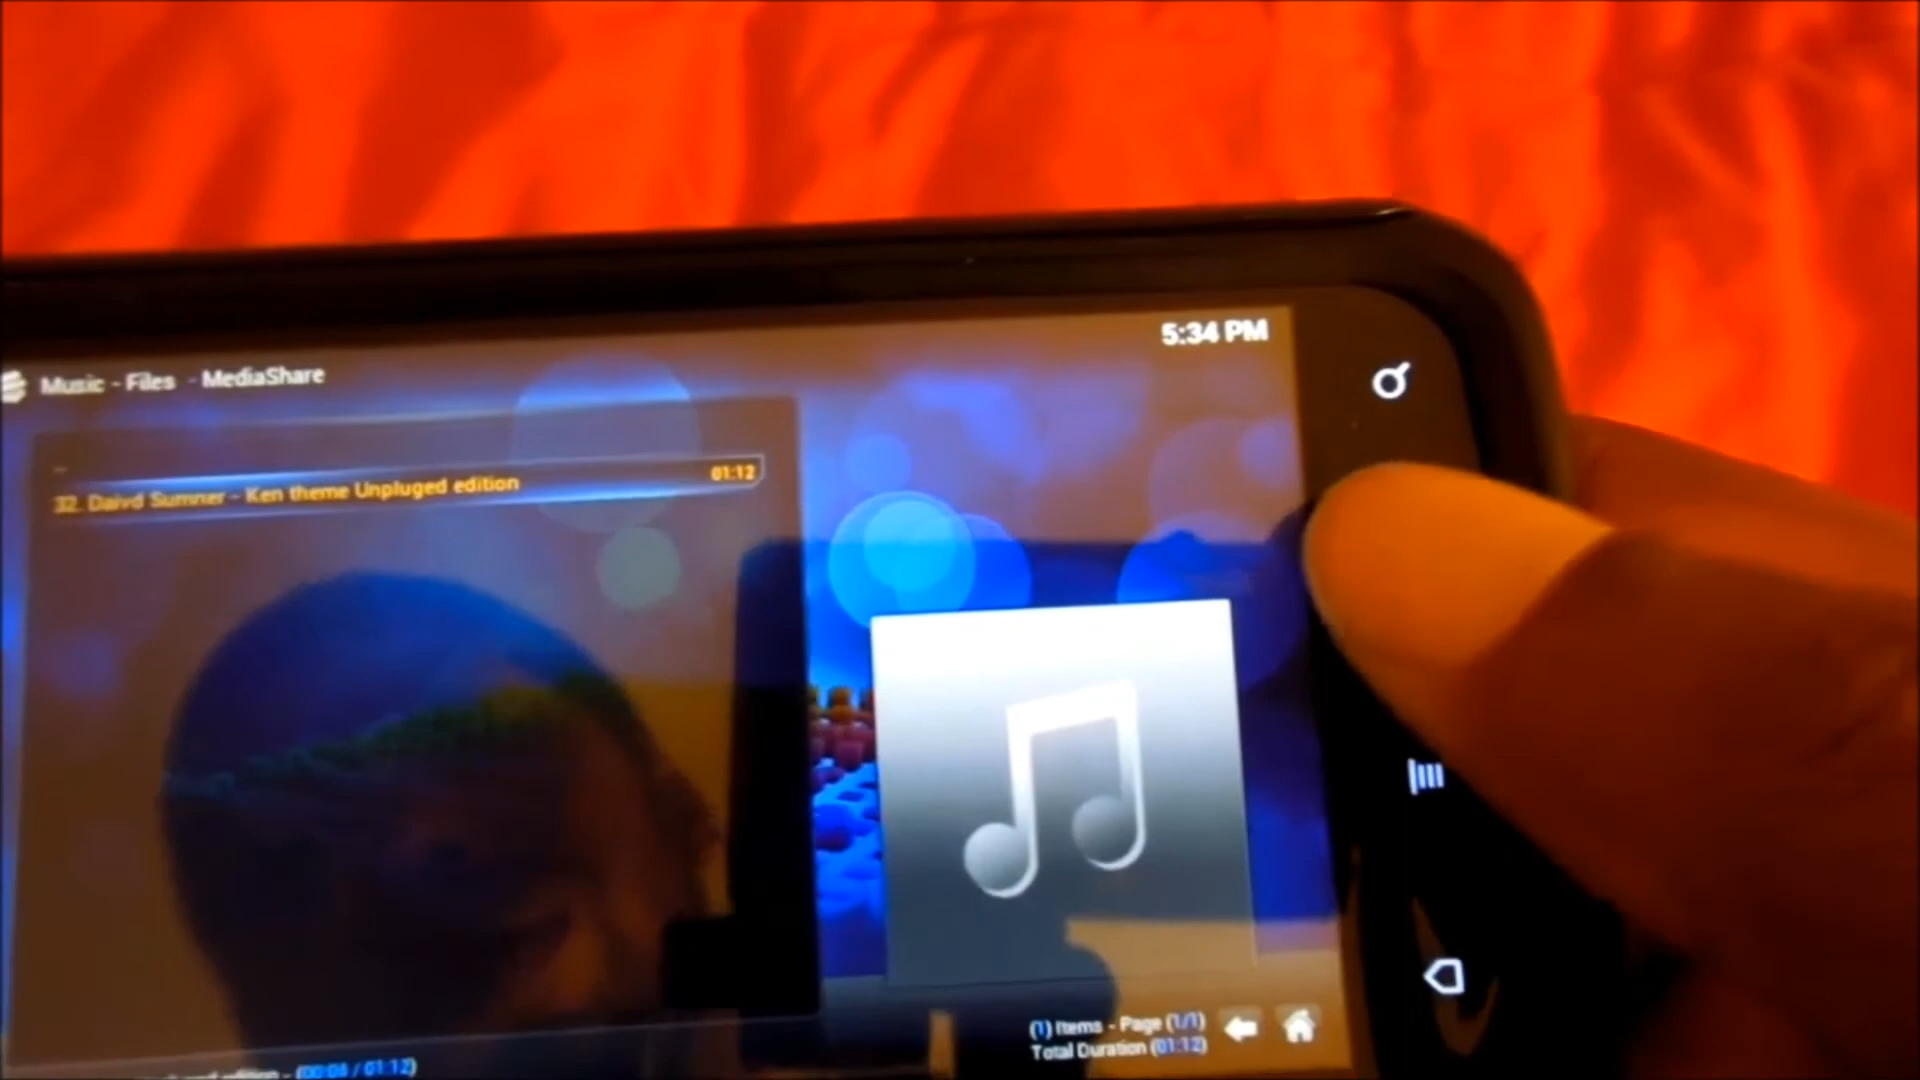 5:34 PM
Music - Files - MediaShare
..
32. Daivd Sumner - Ken theme Unpluged edition 01:12
(1) Items - Page (1/1)
Total Duration (01:12)
edition - (00:08 / 01:12)